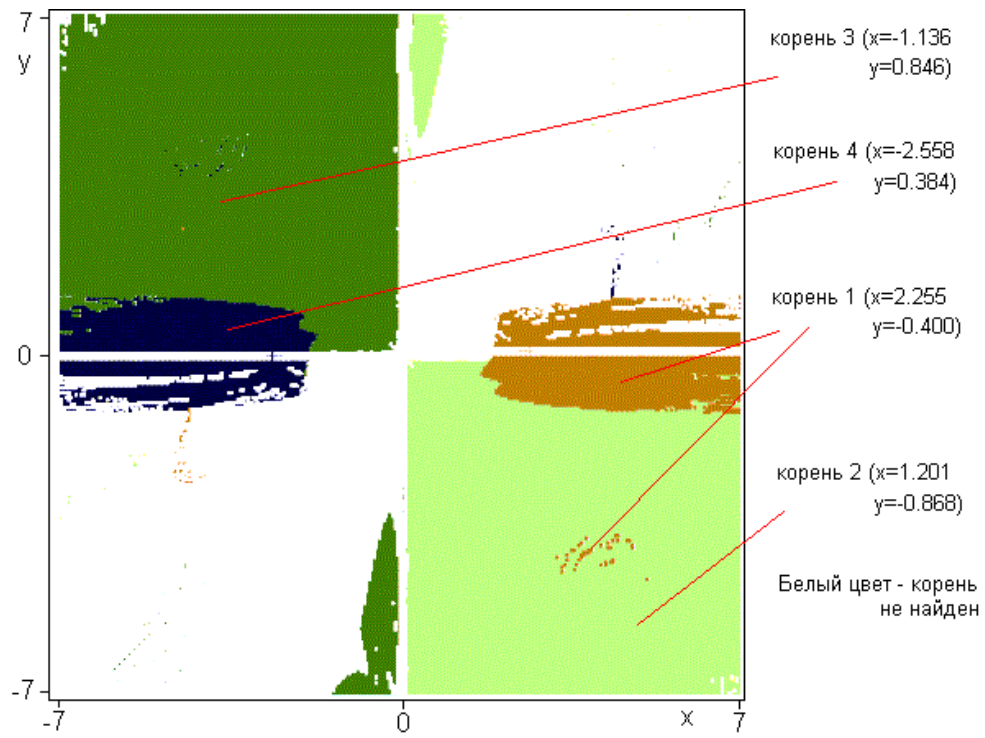 7
y
0
-7
-7
0
x
7
корень 3 (x=-1.136
y=0.846)
корень 4 (x=-2.558
y=0.384)
корень 1 (x=2.255
y=-0.400)
корень 2 (x=1.201
y=-0.868)
Белый цвет - корень
не найден